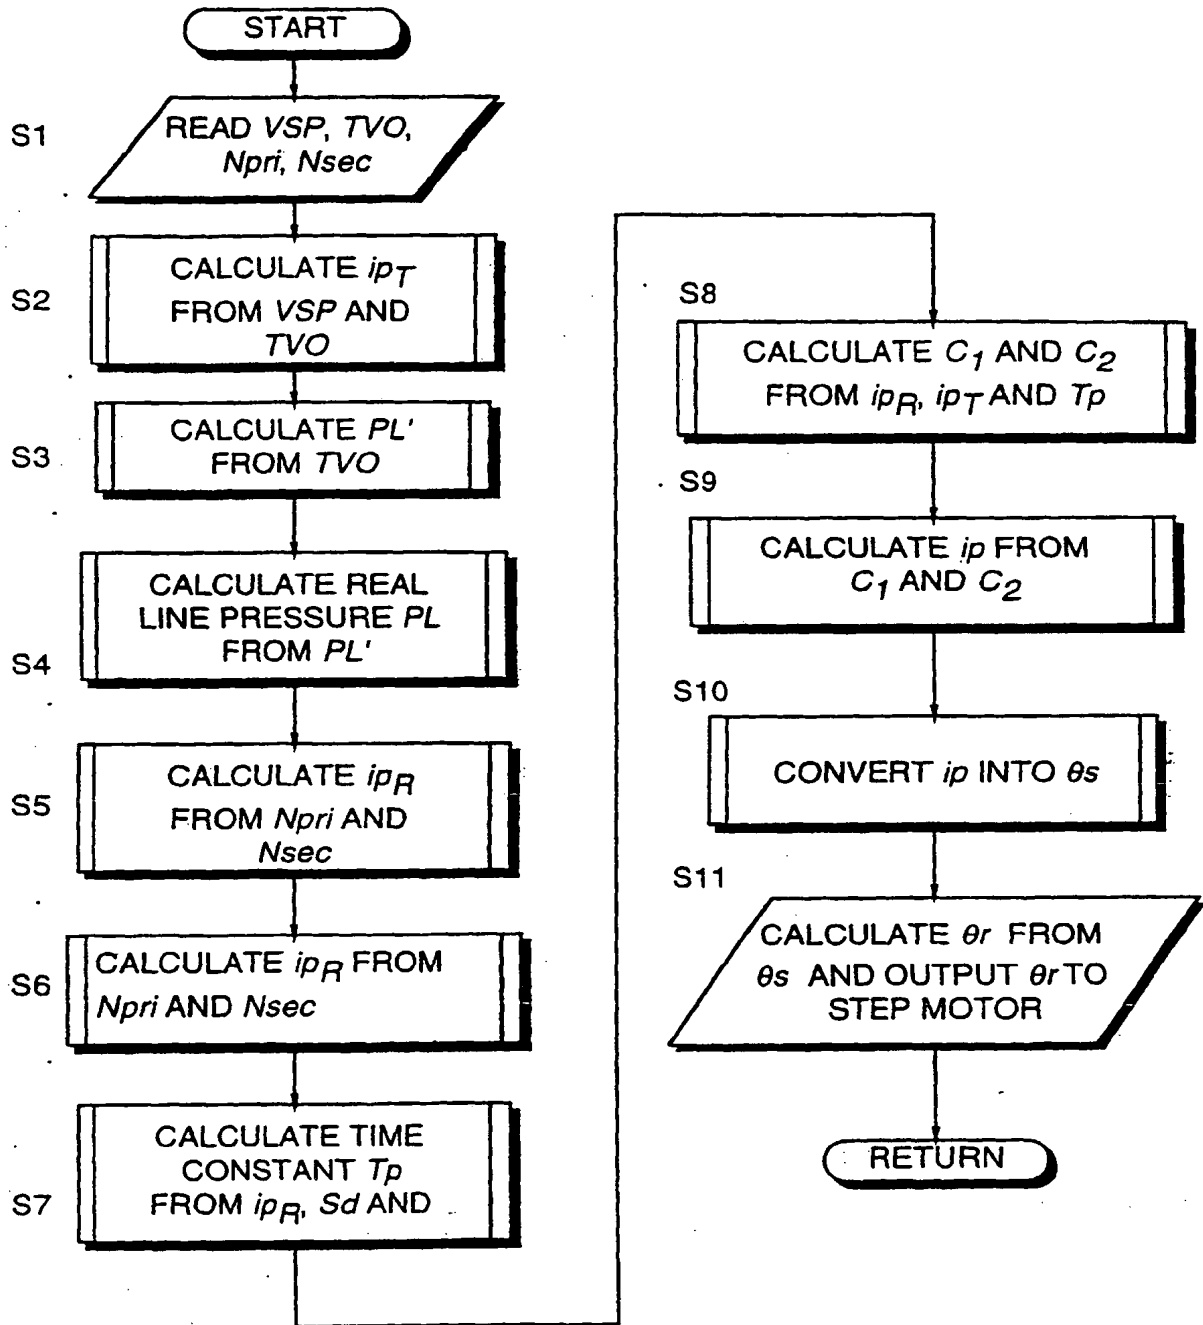 START
S1
READ VSP, TVO,
Npri, Nsec
S2
CALCULATE ipT
FROM VSP AND
TVO
S3
CALCULATE PL'
FROM TVO
S4
CALCULATE REAL
LINE PRESSURE PL
FROM PL'
S5
CALCULATE ipR
FROM Npri AND
Nsec
S6
CALCULATE ipR FROM
Npri AND Nsec
S7
CALCULATE TIME
CONSTANT Tp
FROM ipR, Sd AND
S8
CALCULATE C1 AND C2
FROM ipR, ipT AND Tp
S9
CALCULATE ip FROM
C1 AND C2
S10
CONVERT ip INTO θs
S11
CALCULATE θr FROM
θs AND OUTPUT θr TO
STEP MOTOR
RETURN